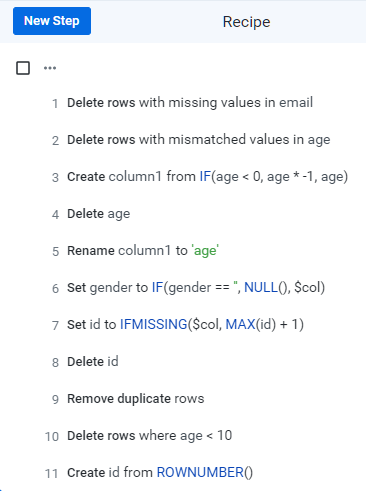 New Step
Recipe
...
1 Delete rows with missing values in email
2 Delete rows with mismatched values in age
3 Create column1 from IF(age < 0, age * -1, age)
4 Delete age
5 Rename column1 to 'age'
6 Set gender to IF(gender == '', NULL(), $col)
7 Set id to IFMISSING($col, MAX(id) + 1)
8 Delete id
9 Remove duplicate rows
10 Delete rows where age < 10
11 Create id from ROWNUMBER()